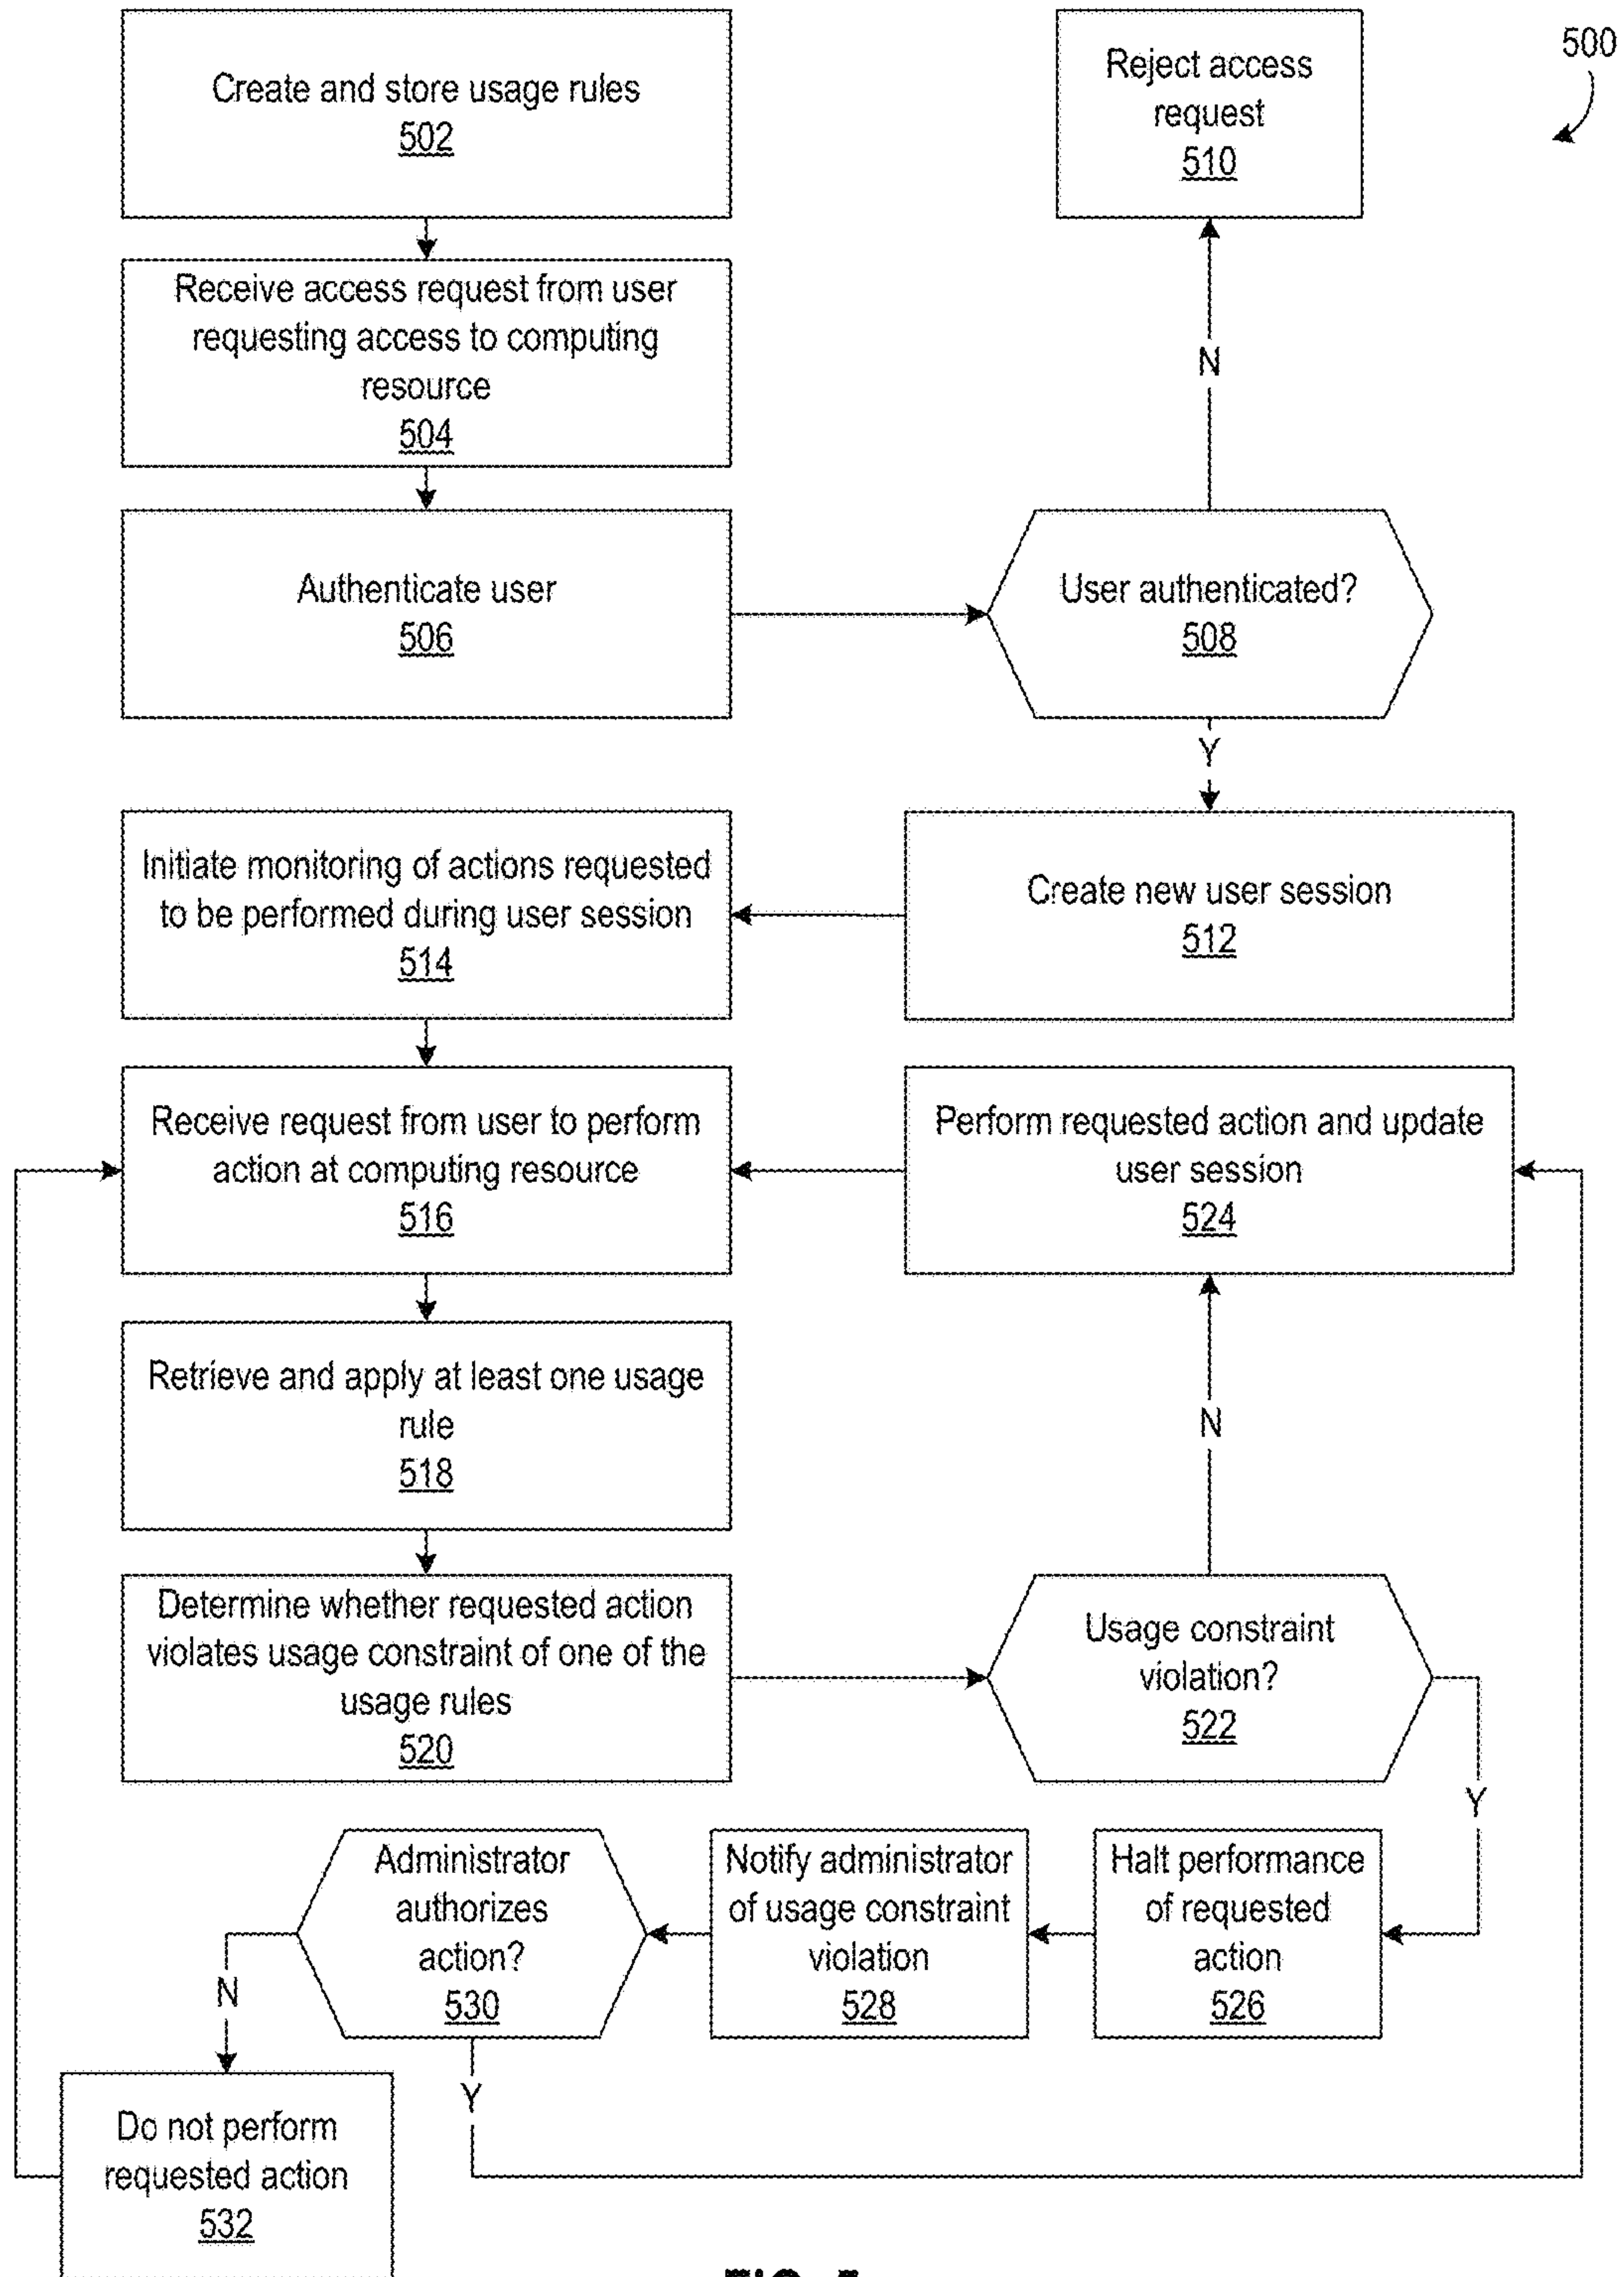 Create and store usage rules
502
Reject access
request
510
500
Receive access request from user
requesting access to computing
resource
504
N
Authenticate user
506
User authenticated?
508
Y
Initiate monitoring of actions requested
to be performed during user session
514
Create new user session
512
Receive request from user to perform
action at computing resource
516
Perform requested action and update
user session
524
Retrieve and apply at least one usage
rule
518
N
Determine whether requested action
violates usage constraint of one of the
usage rules
520
Usage constraint
violation?
522
Y
Administrator
authorizes
action?
530
Notify administrator
of usage constraint
violation
528
Halt performance
of requested
action
526
N
Y
Do not perform
requested action
532